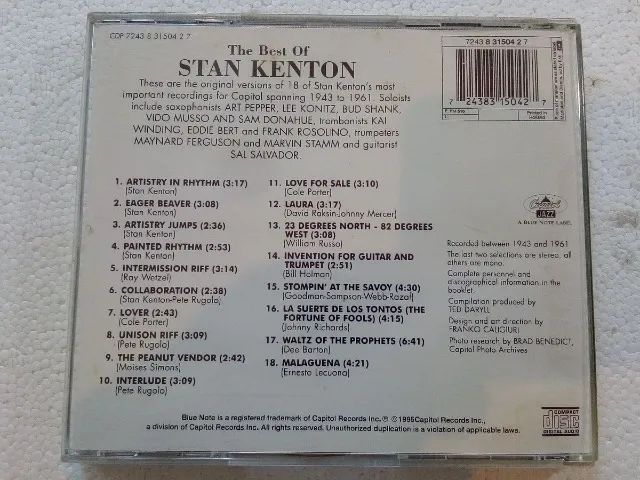 CDP 7243 8 31504 2 7
The Best Of
STAN KENTON
These are the original versions of 18 of Stan Kenton's most
important recordings for Capitol spanning 1943 to 1961. Soloists
include saxophonists ART PEPPER, LEE KONITZ, BUD SHANK,
VIDO MUSSO AND SAM DONAHUE, trombonists KAI
WINDING, EDDIE BERT and FRANK ROSOLINO, trumpeters
MAYNARD FERGUSON and MARVIN STAMM and guitarist
SAL SALVADOR.
7243 8 31504 2 7
7 24383 15042 7
Printed in
1. ARTISTRY IN RHYTHM (3:17)
(Stan Kenton)
2. EAGER BEAVER (3:08)
(Stan Kenton)
3. ARTISTRY JUMPS (2:36)
(Stan Kenton)
4. PAINTED RHYTHM (2:53)
(Stan Kenton)
5. INTERMISSION RIFF (3:14)
(Ray Wetzel)
6. COLLABORATION (2:38)
(Stan Kenton-Pete Rugolo)
7. LOVER (2:43)
(Cole Porter)
8. UNISON RIFF (3:09)
(Pete Rugolo)
9. THE PEANUT VENDOR (2:42)
(Moises Simons)
10. INTERLUDE (3:09)
(Pete Rugolo)
11. LOVE FOR SALE (3:10)
(Cole Porter)
12. LAURA (3:17)
(David Raksin-Johnny Mercer)
13. 23 DEGREES NORTH - 82 DEGREES
WEST (3:08)
(William Russo)
14. INVENTION FOR GUITAR AND
TRUMPET (2:51)
(Bill Holman)
15. STOMPIN' AT THE SAVOY (4:30)
(Goodman-Sampson-Webb-Razaf)
16. LA SUERTE DE LOS TONTOS (THE
FORTUNE OF FOOLS) (4:15)
(Johnny Richards)
17. WALTZ OF THE PROPHETS (6:41)
(Dee Barton)
18. MALAGUENA (4:21)
(Ernesto Lecuona)
Capitol
JAZZ
A BLUE NOTE LABEL
Recorded between 1943 and 1961
The last two selections are stereo, all
others are mono.
Complete personnel and
discographical information in the
booklet.
Compilation produced by
TED DARYLL
Design and art direction by
FRANKO CALIGIURI
Photo research by BRAD BENEDICT,
Capitol Photo Archives
Blue Note is a registered trademark of Capitol Records Inc. ℗ © 1995 Capitol Records Inc.,
a division of Capitol Records Inc. All rights reserved. Unauthorized duplication is a violation of applicable laws.
COMPACT
disc
DIGITAL AUDIO